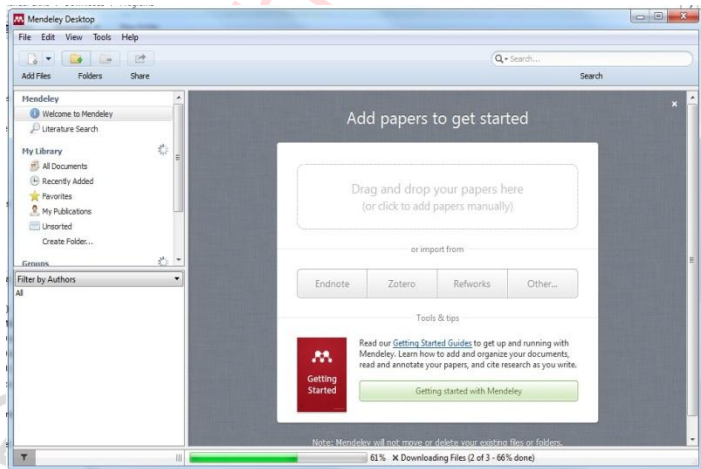 Mendeley Desktop
File Edit View Tools Help
Search...
Add Files Folders Share Search
Mendeley
Welcome to Mendeley
Literature Search
My Library
All Documents
Recently Added
Favorites
My Publications
Unsorted
Create Folder...
Groups
Filter by Authors
All
×
Add papers to get started
Drag and drop your papers here
(or click to add papers manually)
or import from
Endnote Zotero Refworks Other...
Tools & tips
Getting
Started
Read our Getting Started Guides to get up and running with
Mendeley. Learn how to add and organize your documents,
read and annotate your papers, and cite research as you write.
Getting started with Mendeley
Note: Mendeley will not move or delete your existing files or folders.
61% X Downloading Files (2 of 3 - 66% done)